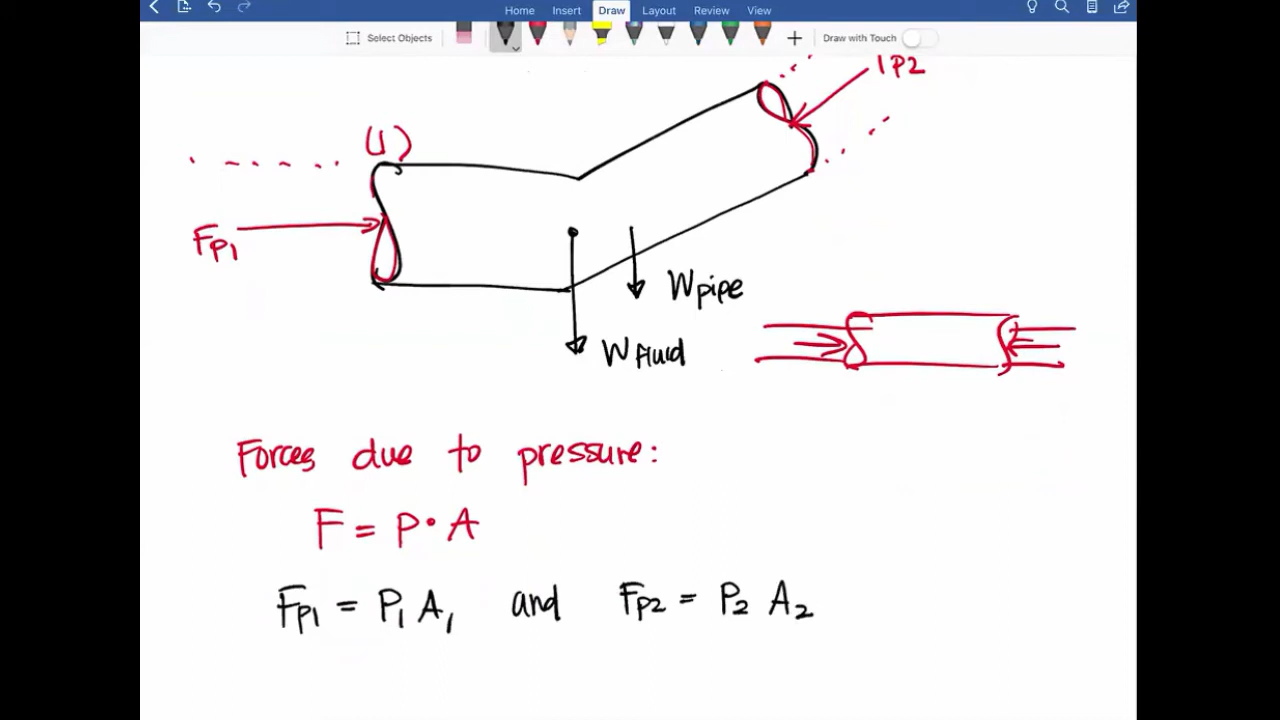 Home Insert Draw Layout Review View
Select Objects
Draw with Touch
P2
(1)
Fp1
Wpipe
Wfluid
Forces due to pressure:
F = P • A
Fp1 = P1 A1 and Fp2 = P2 A2